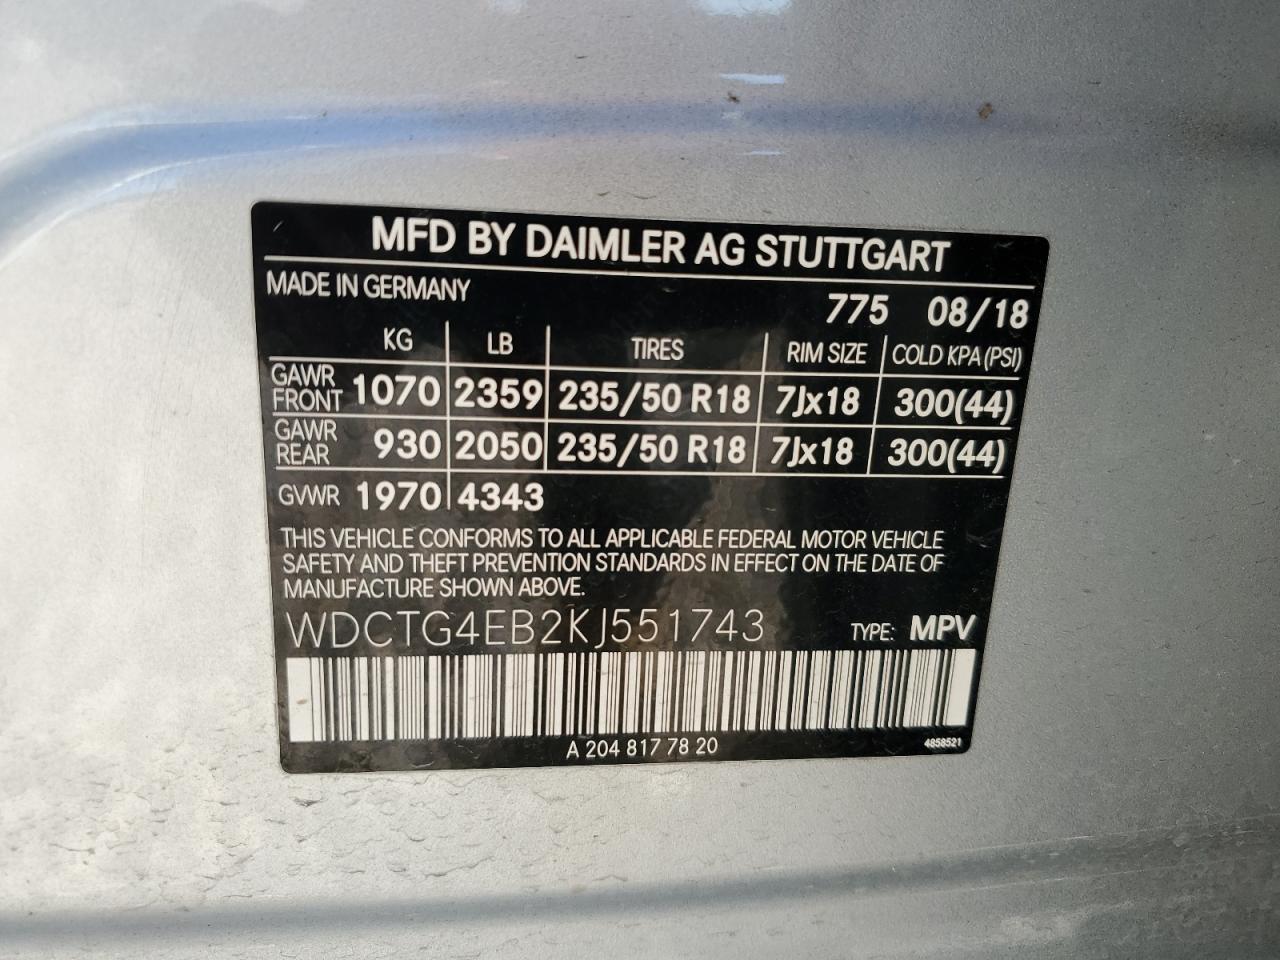 MFD BY DAIMLER AG STUTTGART
MADE IN GERMANY
775 08/18
KG LB TIRES RIM SIZE COLD KPA (PSI)
GAWR FRONT 1070 2359 235/50 R18 7Jx18 300(44)
GAWR REAR 930 2050 235/50 R18 7Jx18 300(44)
GVWR 1970 4343
THIS VEHICLE CONFORMS TO ALL APPLICABLE FEDERAL MOTOR VEHICLE
SAFETY AND THEFT PREVENTION STANDARDS IN EFFECT ON THE DATE OF
MANUFACTURE SHOWN ABOVE.
WDCTG4EB2KJ551743 TYPE: MPV
A 204 817 78 20 4858521